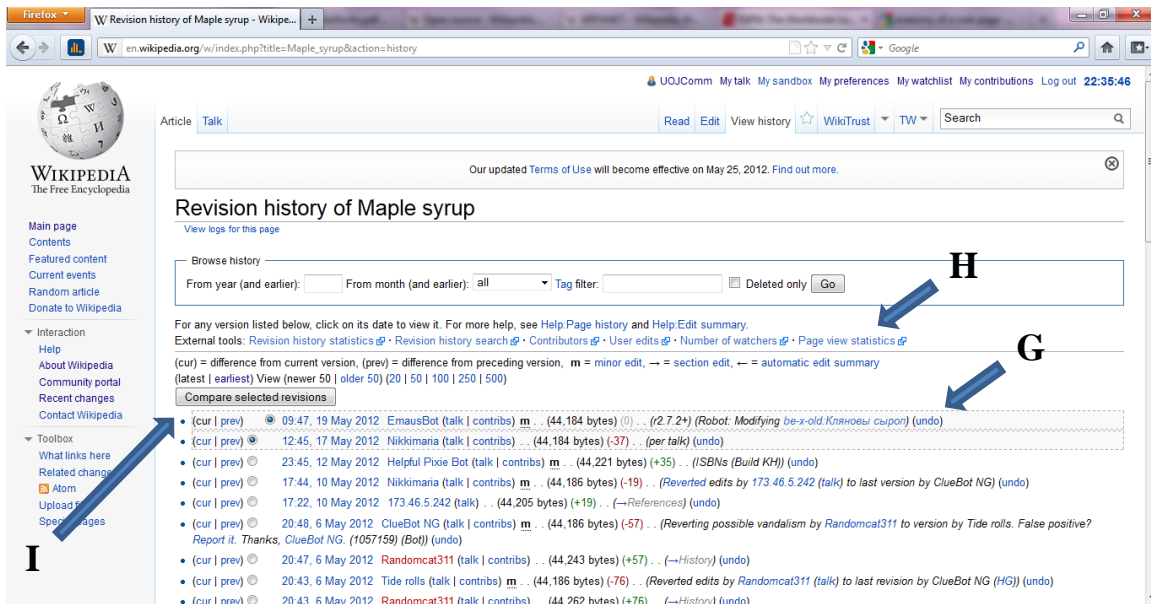 Firefox
W Revision history of Maple syrup - Wikipe... +
W en.wikipedia.org/w/index.php?title=Maple_syrup&action=history
Google
UOJComm My talk My sandbox My preferences My watchlist My contributions Log out 22:35:46
Article Talk Read Edit View history WikiTrust TW Search
WIKIPEDIA
The Free Encyclopedia
Our updated Terms of Use will become effective on May 25, 2012. Find out more.
Revision history of Maple syrup
View logs for this page
Main page
Contents
Featured content
Current events
Random article
Donate to Wikipedia
Interaction
Help
About Wikipedia
Community portal
Recent changes
Contact Wikipedia
Toolbox
What links here
Related changes
Atom
Upload fi
Spec ages
I
Browse history
From year (and earlier): From month (and earlier): all Tag filter: Deleted only Go
H
For any version listed below, click on its date to view it. For more help, see Help:Page history and Help:Edit summary.
External tools: Revision history statistics · Revision history search · Contributors · User edits · Number of watchers · Page view statistics
G
(cur) = difference from current version, (prev) = difference from preceding version, m = minor edit, → = section edit, ← = automatic edit summary
(latest | earliest) View (newer 50 | older 50) (20 | 50 | 100 | 250 | 500)
Compare selected revisions
(cur | prev) 09:47, 19 May 2012 EmausBot (talk | contribs) m . . (44,184 bytes) (0) . . (r2.7.2+) (Robot: Modifying be-x-old:Кляновы сыроп) (undo)
(cur | prev) 12:45, 17 May 2012 Nikkimaria (talk | contribs) . . (44,184 bytes) (-37) . . (per talk) (undo)
(cur | prev) 23:45, 12 May 2012 Helpful Pixie Bot (talk | contribs) m . . (44,221 bytes) (+35) . . (ISBNs (Build KH)) (undo)
(cur | prev) 17:44, 10 May 2012 Nikkimaria (talk | contribs) m . . (44,186 bytes) (-19) . . (Reverted edits by 173.46.5.242 (talk) to last version by ClueBot NG) (undo)
(cur | prev) 17:22, 10 May 2012 173.46.5.242 (talk) . . (44,205 bytes) (+19) . . (→References) (undo)
(cur | prev) 20:48, 6 May 2012 ClueBot NG (talk | contribs) m . . (44,186 bytes) (-57) . . (Reverting possible vandalism by Randomcat311 to version by Tide rolls. False positive?
Report it. Thanks, ClueBot NG. (1057159) (Bot)) (undo)
(cur | prev) 20:47, 6 May 2012 Randomcat311 (talk | contribs) . . (44,243 bytes) (+57) . . (→History) (undo)
(cur | prev) 20:43, 6 May 2012 Tide rolls (talk | contribs) m . . (44,186 bytes) (-76) . . (Reverted edits by Randomcat311 (talk) to last revision by ClueBot NG (HG)) (undo)
(cur | prev) 20:43, 6 May 2012 Randomcat311 (talk | contribs) . . (44,262 bytes) (+76) . . (→History) (undo)